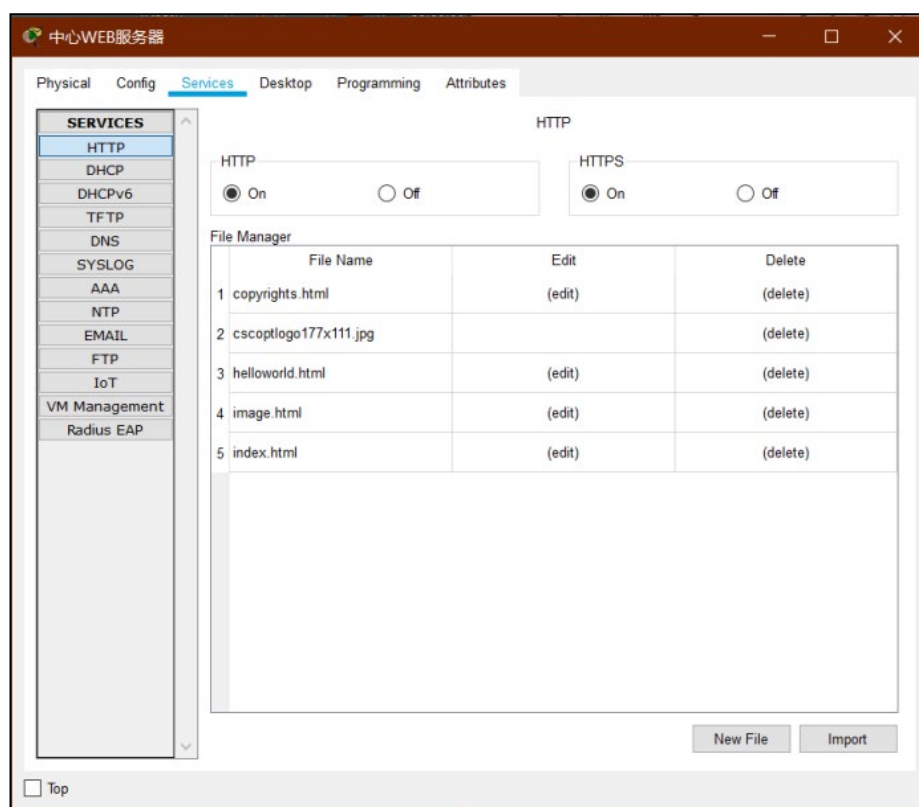 中心WEB服务器
Physical Config Services Desktop Programming Attributes
SERVICES
HTTP
DHCP
DHCPv6
TFTP
DNS
SYSLOG
AAA
NTP
EMAIL
FTP
IoT
VM Management
Radius EAP
HTTP
HTTP
On Off
HTTPS
On Off
File Manager
File Name Edit Delete
1 copyrights.html (edit) (delete)
2 cscoptlogo177x111.jpg (delete)
3 helloworld.html (edit) (delete)
4 image.html (edit) (delete)
5 index.html (edit) (delete)
New File Import
Top